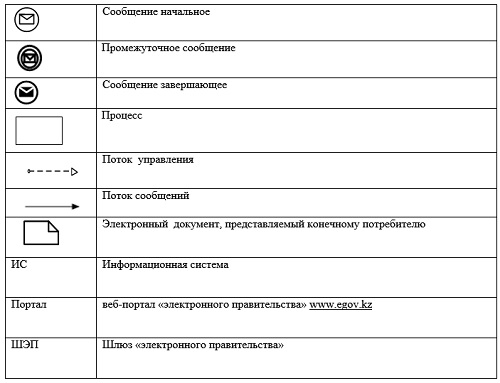 Сообщение начальное
Промежуточное сообщение
Сообщение завершающее
Процесс
Поток управления
Поток сообщений
Электронный документ, представляемый конечному потребителю
ИС Информационная система
Портал веб-портал «электронного правительства» www.egov.kz
ШЭП Шлюз «электронного правительства»